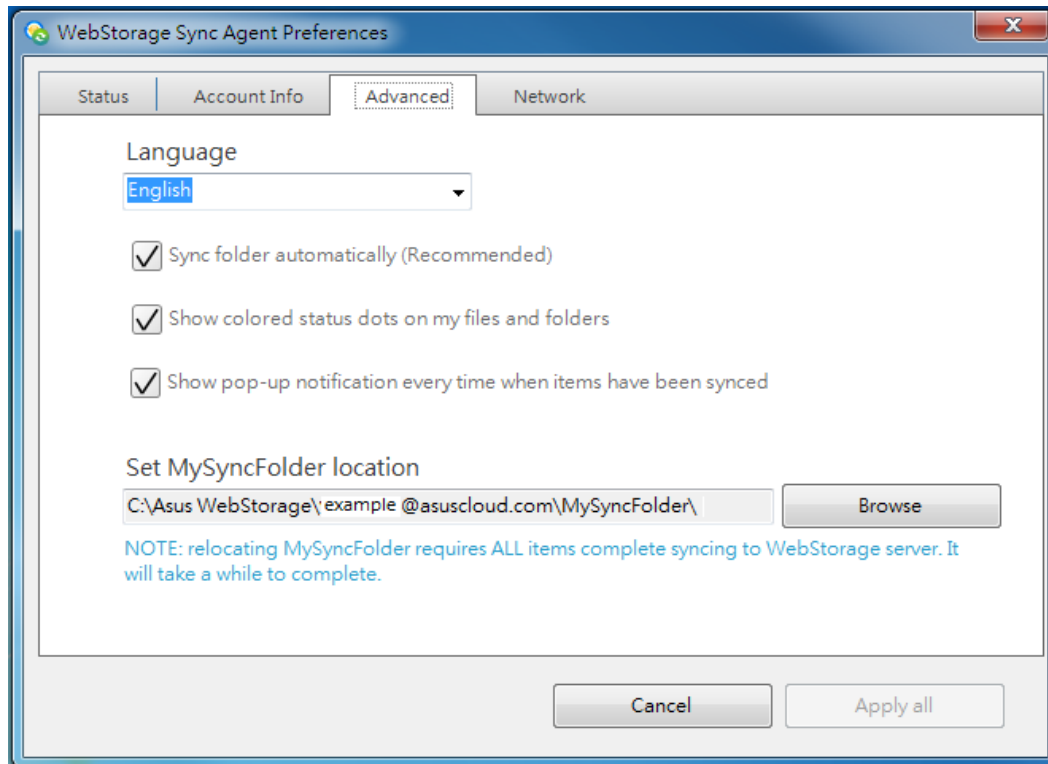 WebStorage Sync Agent Preferences
Status Account Info Advanced Network
Language
English
Sync folder automatically (Recommended)
Show colored status dots on my files and folders
Show pop-up notification every time when items have been synced
Set MySyncFolder location
C:\Asus WebStorage\example@asuscloud.com\MySyncFolder\ Browse
NOTE: relocating MySyncFolder requires ALL items complete syncing to WebStorage server. It
will take a while to complete.
Cancel Apply all